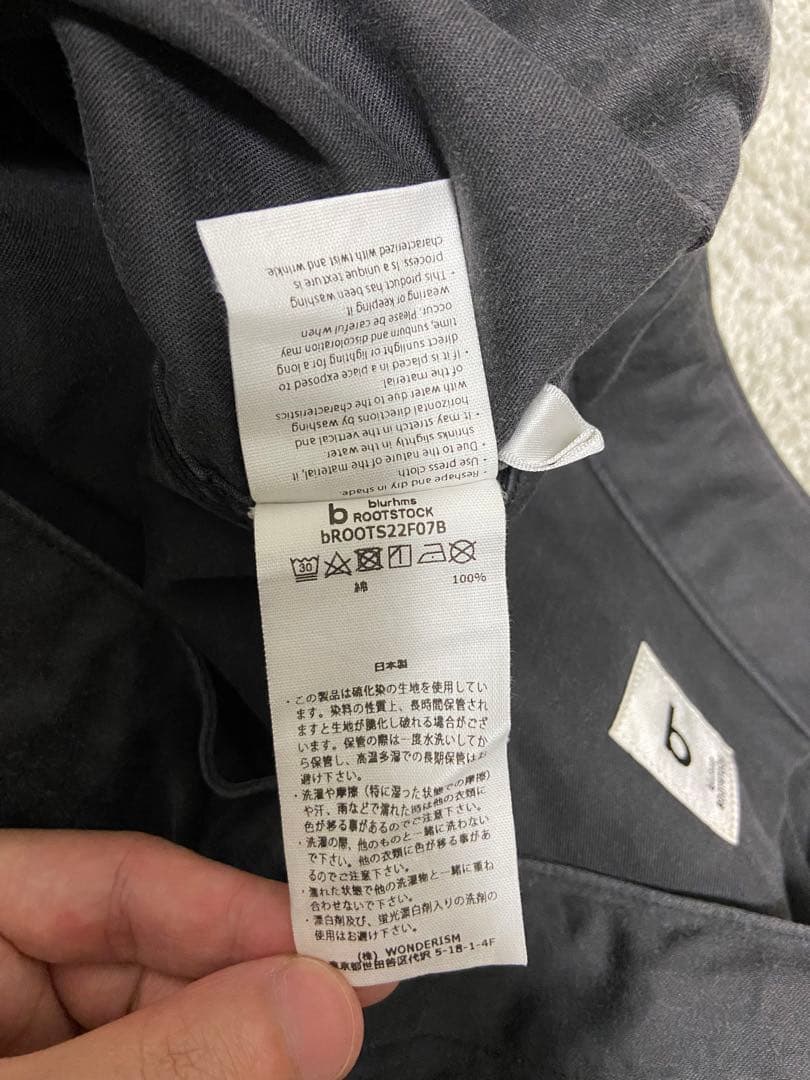 characterized with twist and wrinkle.
process is a unique texture is
・This product has been washing
wearing or keeping it
occur. Please be careful when
time, sunburn and discoloration may
direct sunlight or lighting for a long
・If it is placed in a place exposed to
of the material
with water due to the characteristics
horizontal directions by washing
・It may stretch in the vertical and
shrinks slightly in the water.
・Due to the nature of the material, it
・Use press cloth.
・Reshape and dry in shade.
blurhms
b ROOTSTOCK
bROOTS22F07B
30
綿 100%
日本製
・この製品は硫化染の生地を使用してい
ます。染料の性質上、長時間保管され
ますと生地が脆化し破れる場合がござ
います。保管の際は一度水洗いしてか
ら保管し、高温多湿での長期保管はお
避け下さい。
・洗濯や摩擦（特に湿った状態での摩擦）
や汗、雨などで濡れた時は他の衣類に
色が移る事があるのでご注意下さい。
・洗濯の際、他のものと一緒に洗わない
で下さい。他の衣類に色が移る事があ
るのでご注意下さい。
・濡れた状態で他の洗濯物と一緒に重ね
合わせないで下さい。
・漂白剤及び、蛍光漂白剤入りの洗剤の
使用はお避け下さい。
(株) WONDERISM
東京都世田谷区代沢 5-18-1-4F
b
blurhms
ROOTSTOCK